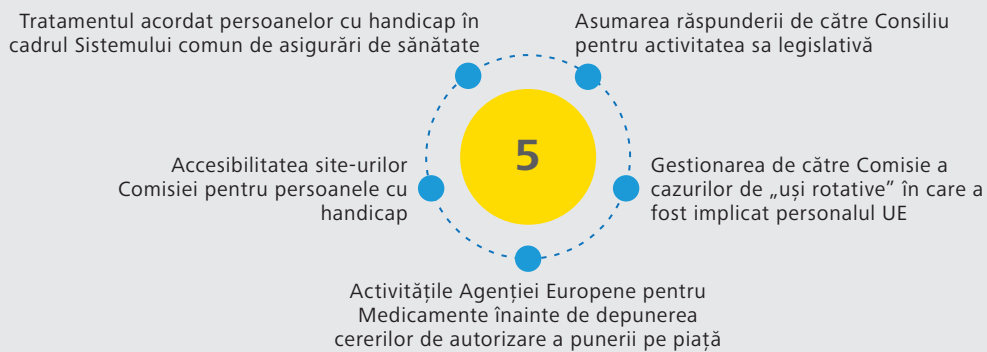 Tratamentul acordat persoanelor cu handicap în
cadrul Sistemului comun de asigurări de sănătate
Asumarea răspunderii de către Consiliu
pentru activitatea sa legislativă
5
Accesibilitatea site-urilor
Comisiei pentru persoanele cu
handicap
Gestionarea de către Comisie a
cazurilor de „uși rotative” în care a
fost implicat personalul UE
Activitățile Agenției Europene pentru
Medicamente înainte de depunerea
cererilor de autorizare a punerii pe piață